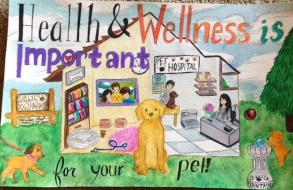 Health & Wellness is
Important
PET
HOSPITAL
for your pet!